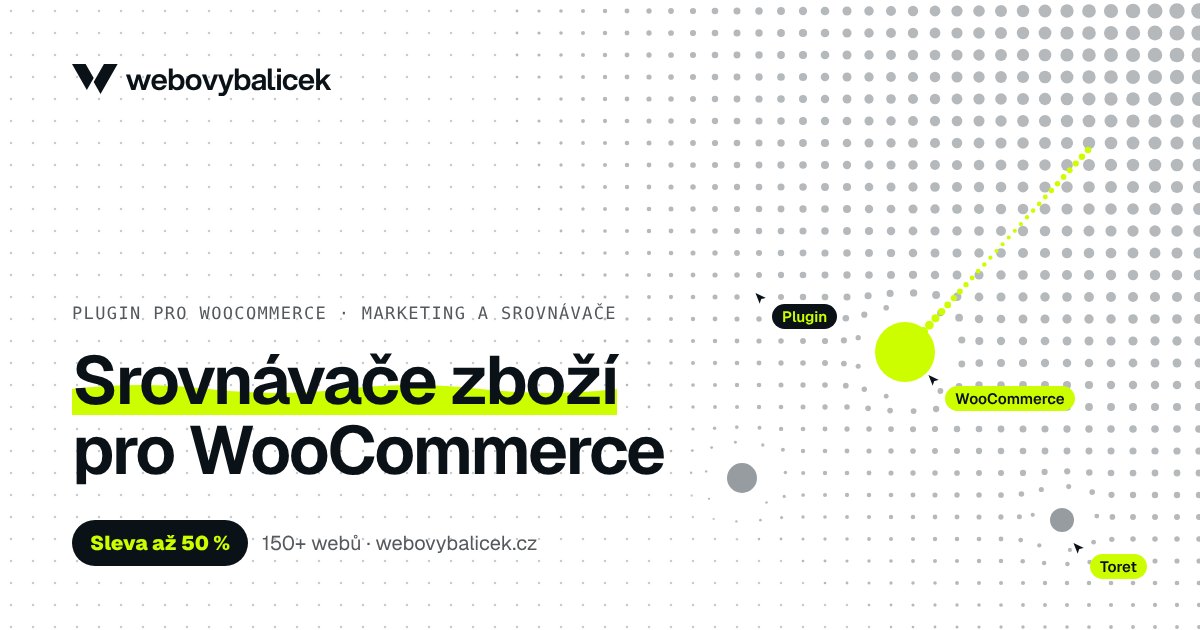 webovybalicek
PLUGIN PRO WOOCOMMERCE · MARKETING A SROVNÁVAČE
Srovnávače zboží
pro WooCommerce
Sleva až 50 %
150+ webů · webovybalicek.cz
Plugin
WooCommerce
Toret